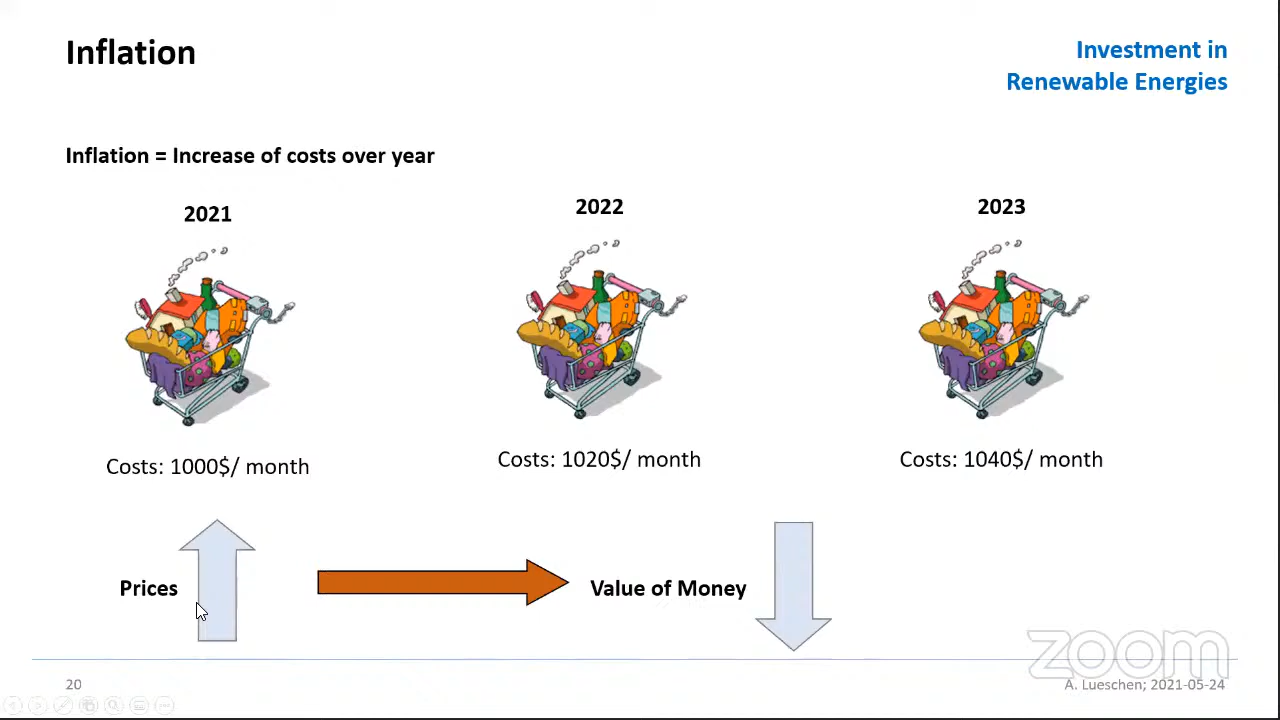 Inflation
Investment in
Renewable Energies
Inflation = Increase of costs over year
2021
2022
2023
Costs: 1000$/ month
Costs: 1020$/ month
Costs: 1040$/ month
Prices
Value of Money
zoom
20
A. Lueschen; 2021-05-24